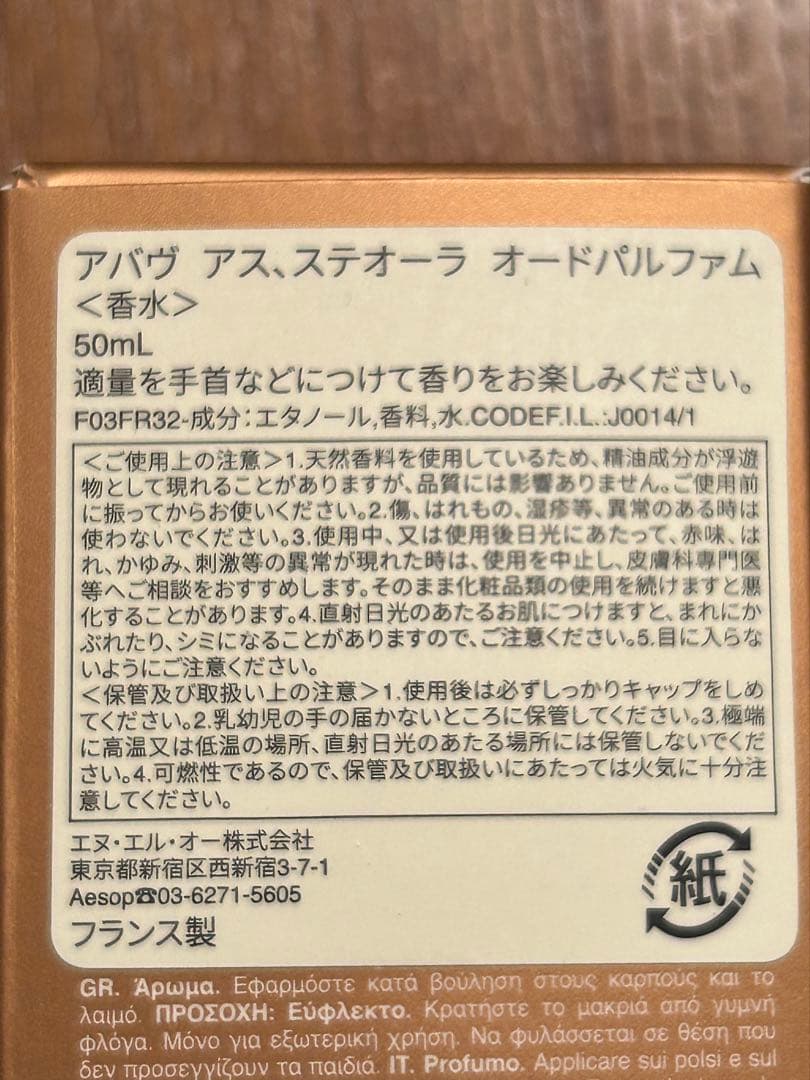 アバヴ アス、ステオーラ オードパルファム
＜香水＞
50mL
適量を手首などにつけて香りをお楽しみください。
F03FR32-成分：エタノール,香料,水.CODEF.I.L.:J0014/1
＜ご使用上の注意＞1.天然香料を使用しているため、精油成分が浮遊
物として現れることがありますが、品質には影響ありません。ご使用前
に振ってからお使いください。2.傷、はれもの、湿疹等、異常のある時は
使わないでください。3.使用中、又は使用後日光にあたって、赤味、は
れ、かゆみ、刺激等の異常が現れた時は、使用を中止し、皮膚科専門医
等へご相談をおすすめします。そのまま化粧品類の使用を続けますと悪
化することがあります。4.直射日光のあたるお肌につけますと、まれにか
ぶれたり、シミになることがありますので、ご注意ください。5.目に入らな
いようにご注意ください。
＜保管及び取扱い上の注意＞1.使用後は必ずしっかりキャップをしめ
てください。2.乳幼児の手の届かないところに保管してください。3.極端
に高温又は低温の場所、直射日光のあたる場所には保管しないでくだ
さい。4.可燃性であるので、保管及び取扱いにあたっては火気に十分注
意してください。
エヌ・エル・オー株式会社
東京都新宿区西新宿3-7-1
Aesop☎03-6271-5605
フランス製
紙
GR. Άρωμα. Εφαρμόστε κατά βούληση στους καρπούς και το
λαιμό. ΠΡΟΣΟΧΗ: Εύφλεκτο. Κρατήστε το μακριά από γυμνή
φλόγα. Μόνο για εξωτερική χρήση. Να φυλάσσεται σε θέση που
δεν προσεγγίζουν τα παιδιά. IT. Profumo. Applicare sui polsi e sul